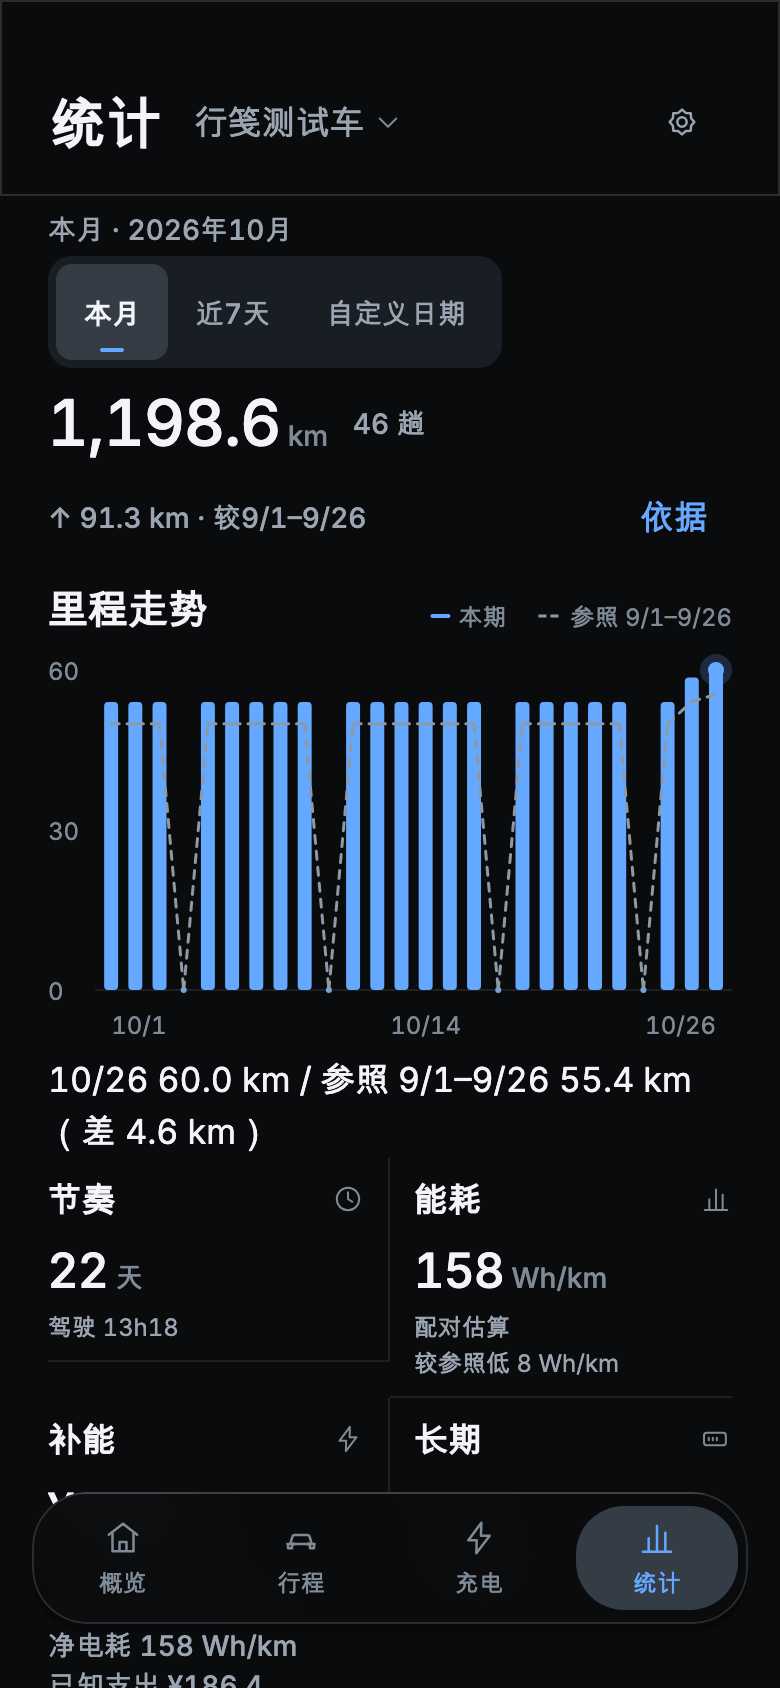 统计 行笺测试车
本月 · 2026年10月
本月 近7天 自定义日期
1,198.6 km 46 趟
↑ 91.3 km · 较9/1–9/26 依据
里程走势 本期 参照 9/1–9/26
60
30
0
10/1 10/14 10/26
10/26 60.0 km / 参照 9/1–9/26 55.4 km
( 差 4.6 km )
节奏
22 天
驾驶 13h18
能耗
158 Wh/km
配对估算
较参照低 8 Wh/km
补能
长期
概览 行程 充电 统计
净电耗 158 Wh/km
已知支出 ¥186.4